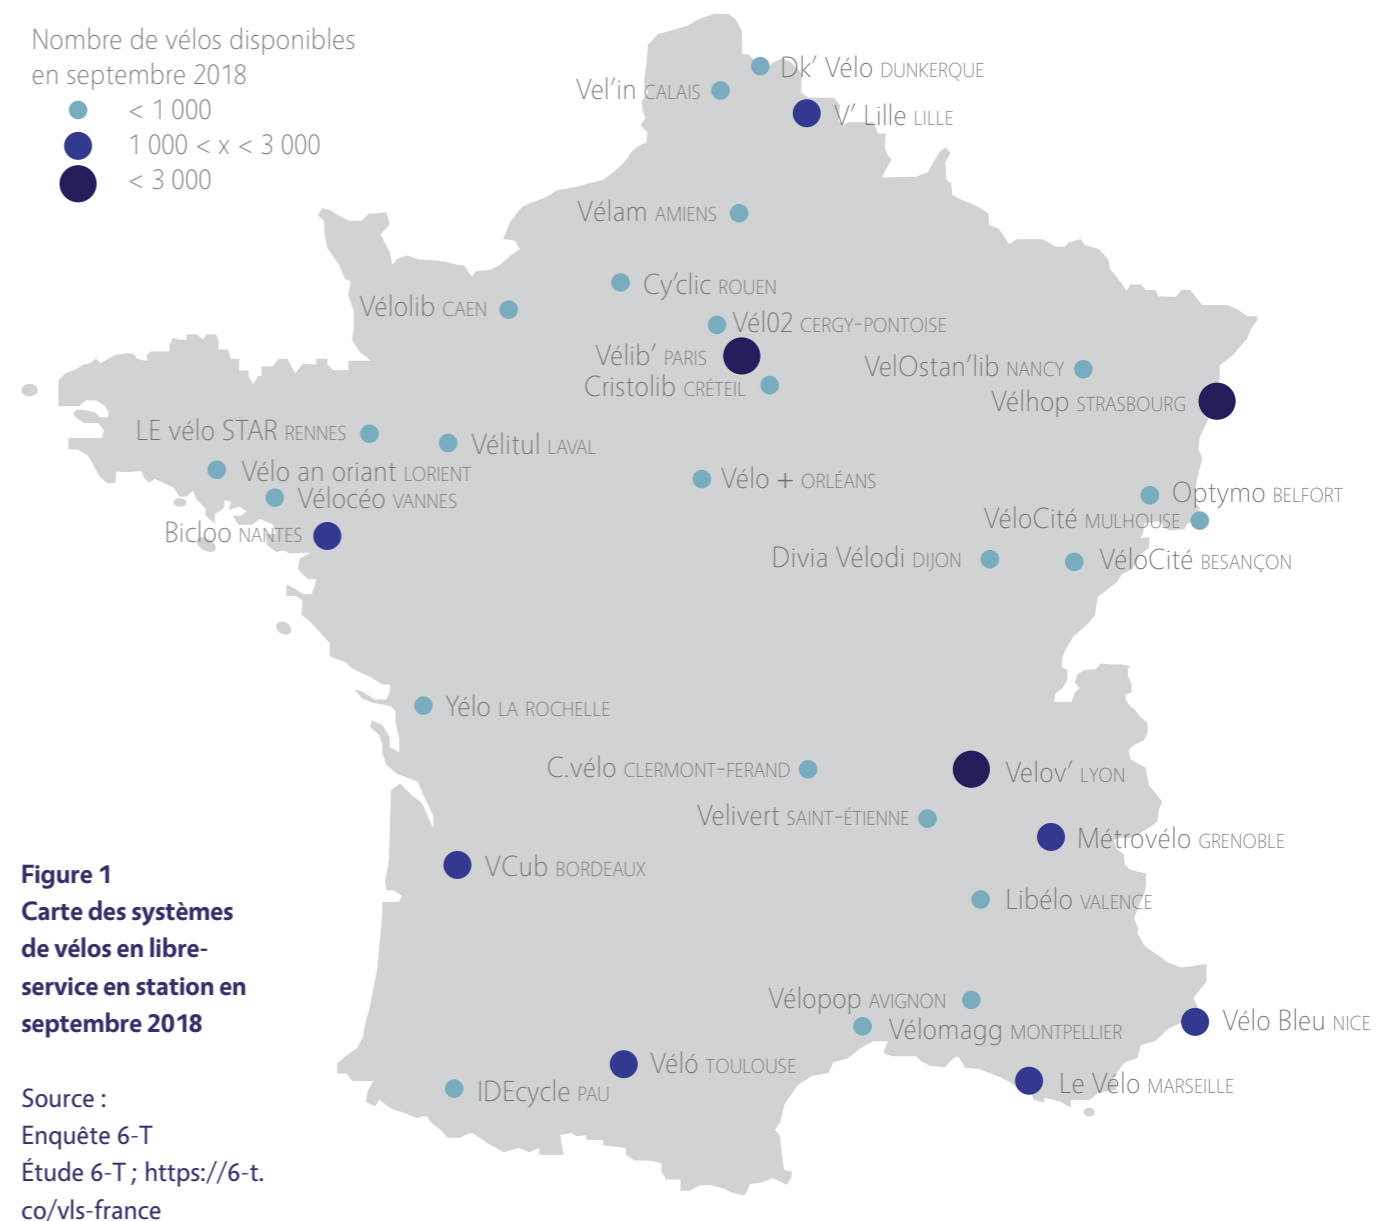 Nombre de vélos disponibles
en septembre 2018
< 1 000
1 000 < x < 3 000
< 3 000
Dk’ Vélo DUNKERQUE
Vel’in CALAIS
V’ Lille LILLE
Vélam AMIENS
Cy’clic ROUEN
Vélolib CAEN
Vél02 CERGY-PONTOISE
Vélib’ PARIS
VelOstan’lib NANCY
Cristolib CRÉTEIL
Vélhop STRASBOURG
LE vélo STAR RENNES
Vélitul LAVAL
Vélo an oriant LORIENT
Vélo + ORLÉANS
Vélocéo VANNES
Optymo BELFORT
VéloCité MULHOUSE
Bicloo NANTES
Divia Vélodi DIJON
VéloCité BESANÇON
Yélo LA ROCHELLE
C.vélo CLERMONT-FERAND
Velov’ LYON
Velivert SAINT-ÉTIENNE
Métrovélo GRENOBLE
VCub BORDEAUX
Libélo VALENCE
Vélopop AVIGNON
Vélomagg MONTPELLIER
Vélo Bleu NICE
Véló TOULOUSE
Le Vélo MARSEILLE
IDEcycle PAU
Figure 1
Carte des systèmes
de vélos en libre-
service en station en
septembre 2018
Source :
Enquête 6-T
Étude 6-T ; https://6-t.
co/vls-france